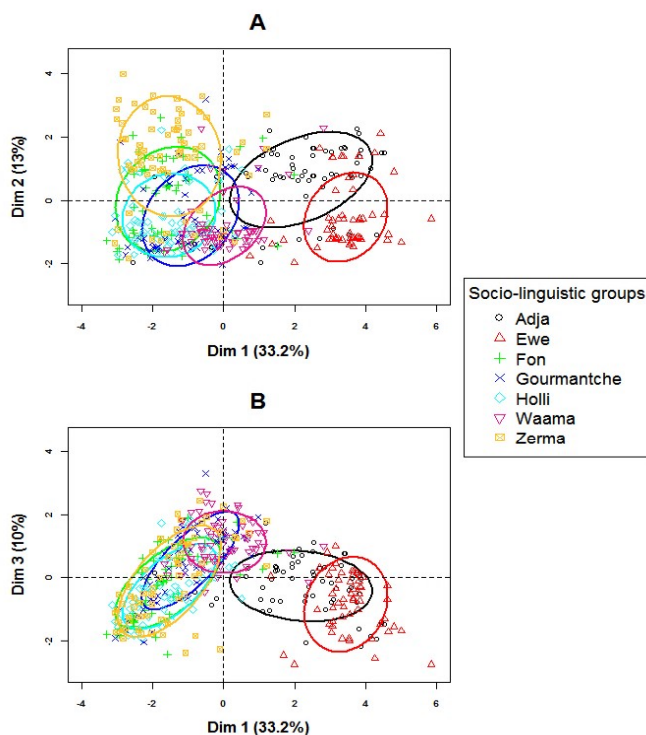 A
Dim 2 (13%)
4
2
0
-2
-4 -2 0 2 4 6
Dim 1 (33.2%)
Socio-linguistic groups
Adja
Ewe
Fon
Gourmantche
Holli
Waama
Zerma
B
Dim 3 (10%)
4
2
0
-2
-4 -2 0 2 4 6
Dim 1 (33.2%)